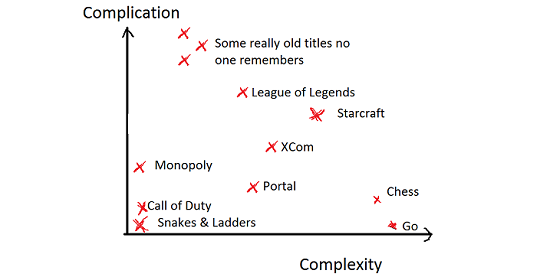 Complication
Some really old titles no
one remembers
League of Legends
Starcraft
XCom
Monopoly
Portal
Chess
Call of Duty
Snakes & Ladders
Go
Complexity